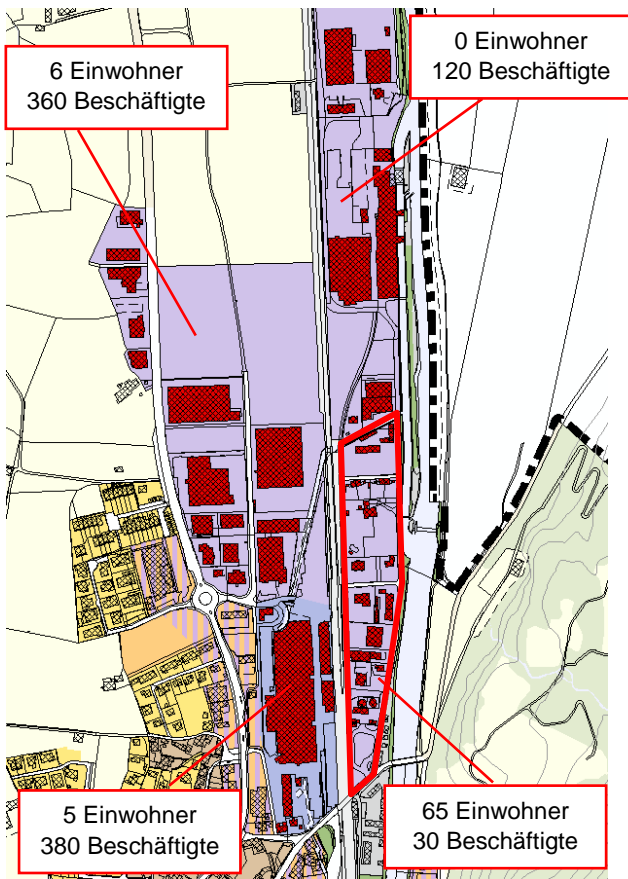 6 Einwohner
360 Beschäftigte
0 Einwohner
120 Beschäftigte
5 Einwohner
380 Beschäftigte
65 Einwohner
30 Beschäftigte